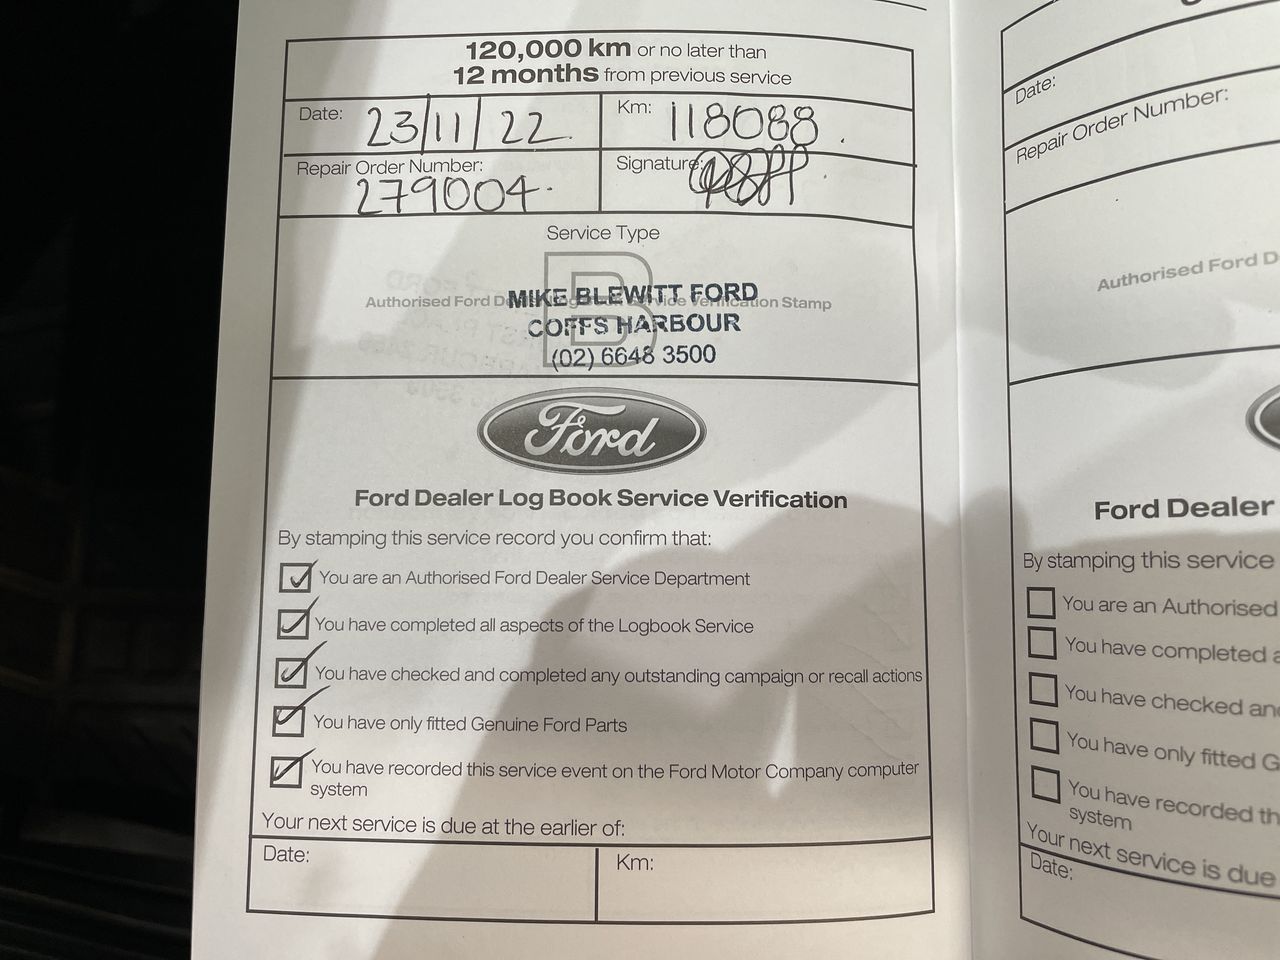 120,000 km or no later than
12 months from previous service
Date: 23/11/22. Km: 118088.
Repair Order Number: Signature:
279004.
Service Type
B
Authorised Ford Verification Stamp
MIKE BLEWITT FORD
COFFS HARBOUR
(02) 6648 3500
Ford
Ford Dealer Log Book Service Verification
By stamping this service record you confirm that:
You are an Authorised Ford Dealer Service Department
You have completed all aspects of the Logbook Service
You have checked and completed any outstanding campaign or recall actions
You have only fitted Genuine Ford Parts
You have recorded this service event on the Ford Motor Company computer
system
Your next service is due at the earlier of:
Date: Km:
Date:
Repair Order Number:
Authorised Ford D
Ford Dealer
By stamping this service
You are an Authorised
You have completed a
You have checked and
You have only fitted G
You have recorded th
system
Your next service is due
Date: